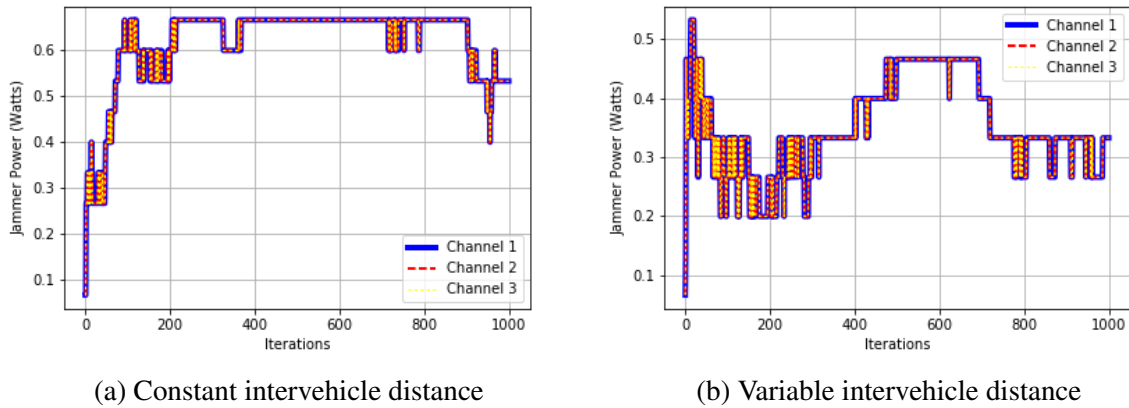 Jammer Power (Watts)
0.6
0.5
0.4
0.3
0.2
0.1
Channel 1
Channel 2
Channel 3
0 200 400 600 800 1000
Iterations
(a) Constant intervehicle distance
Jammer Power (Watts)
0.5
0.4
0.3
0.2
0.1
Channel 1
Channel 2
Channel 3
0 200 400 600 800 1000
Iterations
(b) Variable intervehicle distance